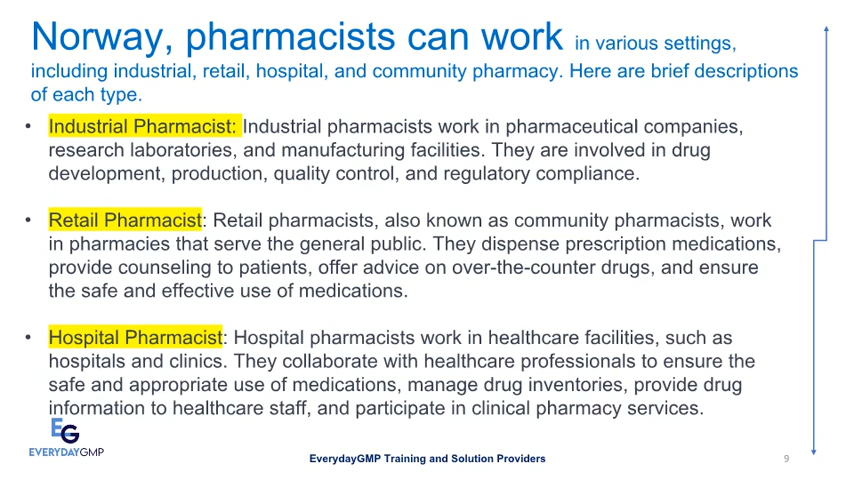 Norway, pharmacists can work in various settings,
including industrial, retail, hospital, and community pharmacy. Here are brief descriptions
of each type.
• Industrial Pharmacist: Industrial pharmacists work in pharmaceutical companies,
research laboratories, and manufacturing facilities. They are involved in drug
development, production, quality control, and regulatory compliance.
• Retail Pharmacist: Retail pharmacists, also known as community pharmacists, work
in pharmacies that serve the general public. They dispense prescription medications,
provide counseling to patients, offer advice on over-the-counter drugs, and ensure
the safe and effective use of medications.
• Hospital Pharmacist: Hospital pharmacists work in healthcare facilities, such as
hospitals and clinics. They collaborate with healthcare professionals to ensure the
safe and appropriate use of medications, manage drug inventories, provide drug
information to healthcare staff, and participate in clinical pharmacy services.
EG
EVERYDAYGMP
EverydayGMP Training and Solution Providers
9